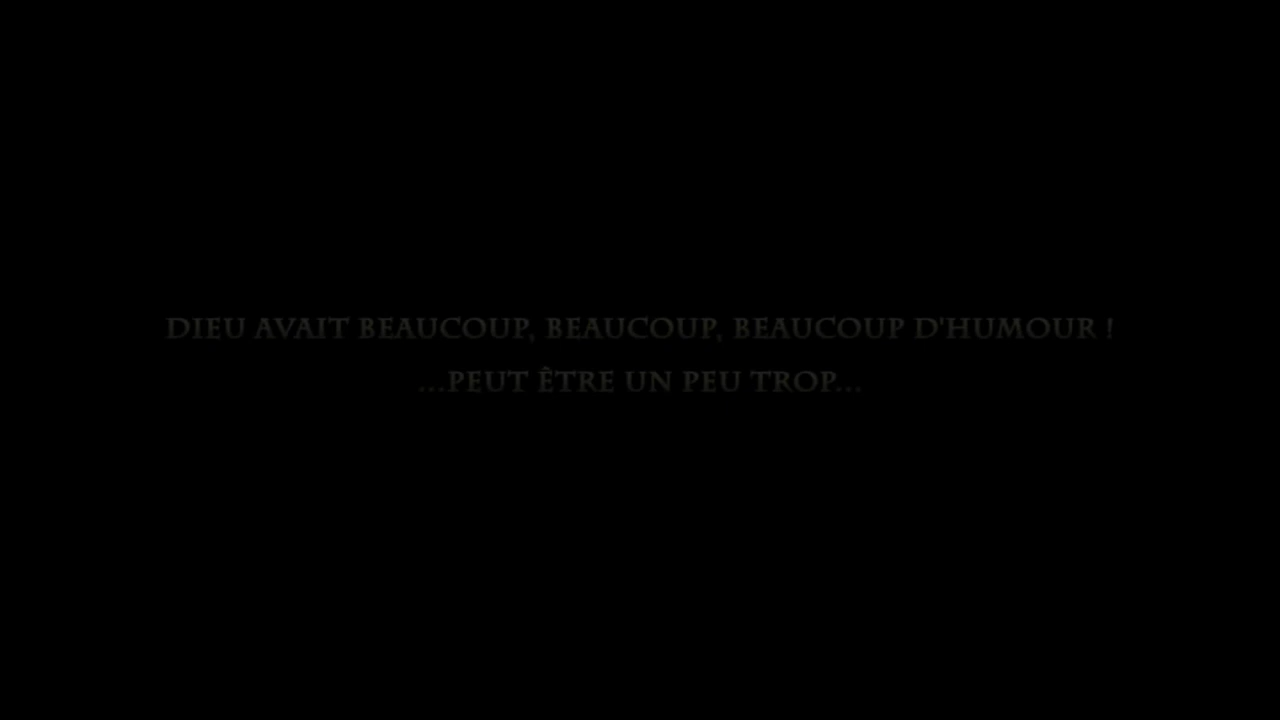 DIEU AVAIT BEAUCOUP, BEAUCOUP, BEAUCOUP D'HUMOUR !
...PEUT ÊTRE UN PEU TROP...